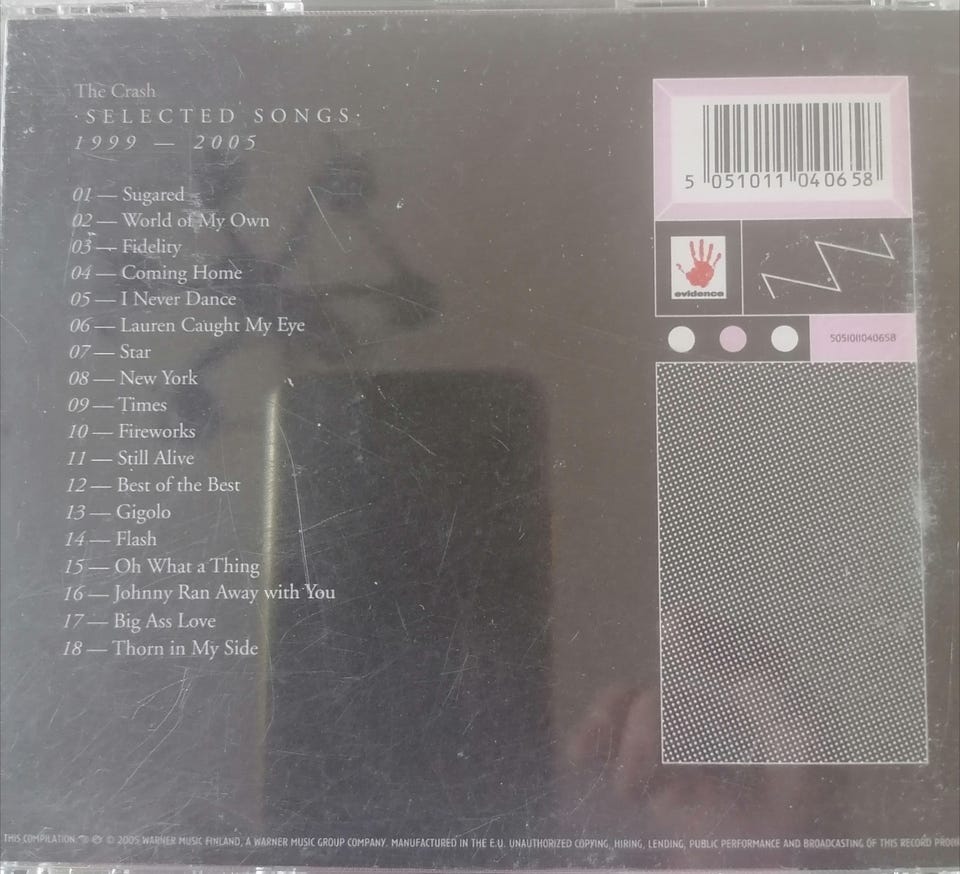 The Crash
·SELECTED SONGS·
1999 — 2005
01 — Sugared
02 — World of My Own
03 — Fidelity
04 — Coming Home
05 — I Never Dance
06 — Lauren Caught My Eye
07 — Star
08 — New York
09 — Times
10 — Fireworks
11 — Still Alive
12 — Best of the Best
13 — Gigolo
14 — Flash
15 — Oh What a Thing
16 — Johnny Ran Away with You
17 — Big Ass Love
18 — Thorn in My Side
5 051011 040658
evidence
5051011040658
THIS COMPILATION ℗ © 2005 WARNER MUSIC FINLAND, A WARNER MUSIC GROUP COMPANY. MANUFACTURED IN THE E.U. UNAUTHORIZED COPYING, HIRING, LENDING, PUBLIC PERFORMANCE AND BROADCASTING OF THIS RECORD